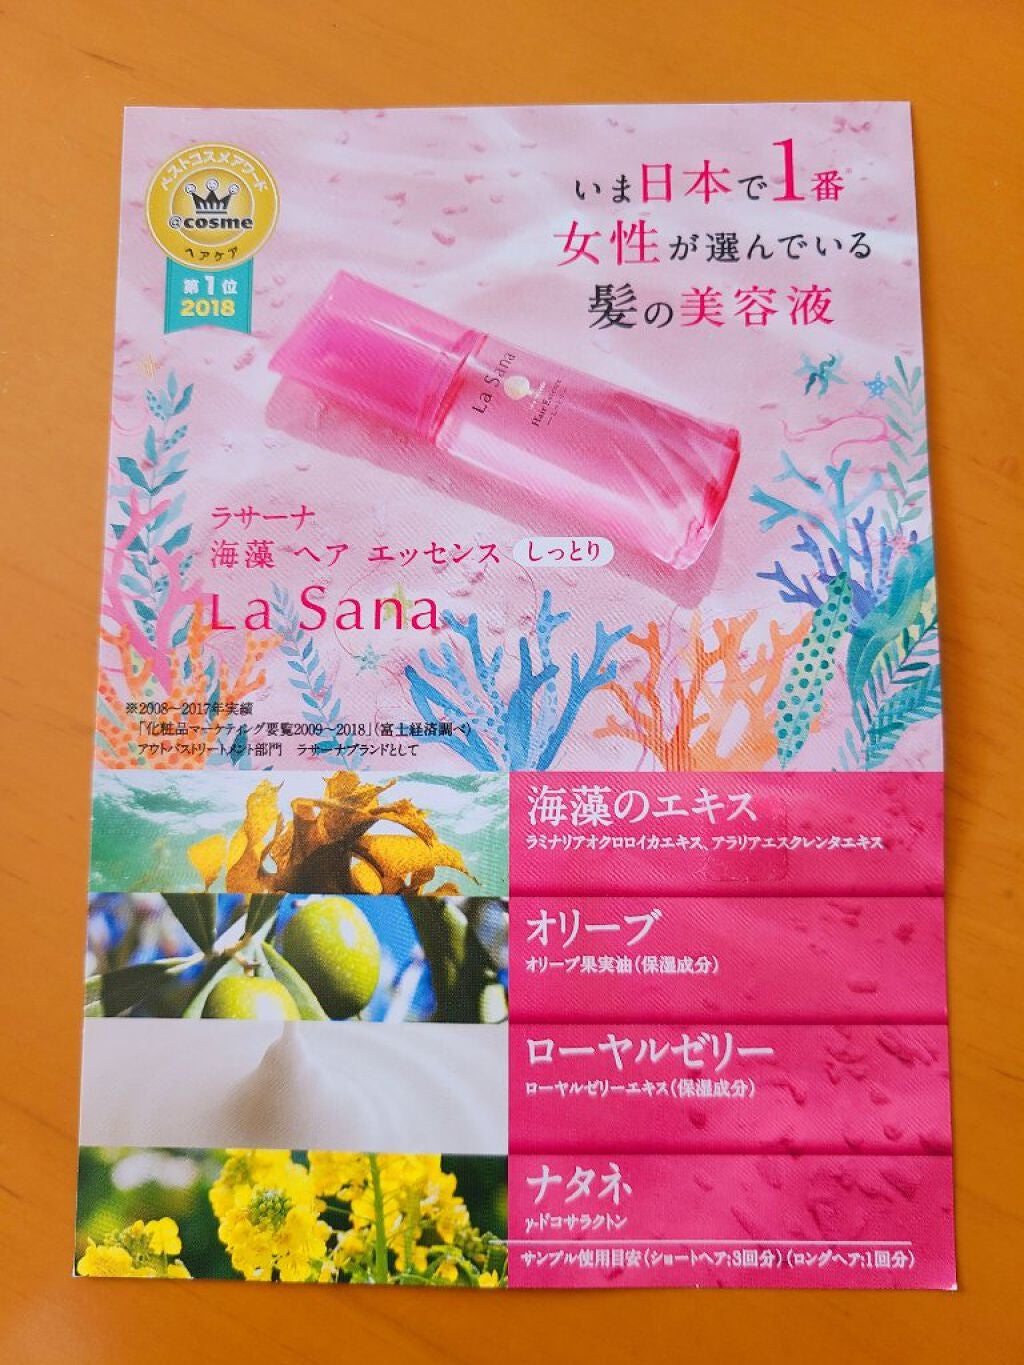 ベストコスメアワード
@cosme
ヘアケア
第1位
2018
いま日本で1番※
女性が選んでいる
髪の美容液
La Sana
Hair Essence
ラサーナ
海藻 ヘア エッセンス しっとり
La Sana
※2008～2017年実績
「化粧品マーケティング要覧2009～2018」(富士経済調べ)
アウトバストリートメント部門 ラサーナブランドとして
海藻のエキス
ラミナリアオクロロイカエキス、アラリアエスクレンタエキス
オリーブ
オリーブ果実油(保湿成分)
ローヤルゼリー
ローヤルゼリーエキス(保湿成分)
ナタネ
γ-ドコサラクトン
サンプル使用目安(ショートヘア:3回分)(ロングヘア:1回分)